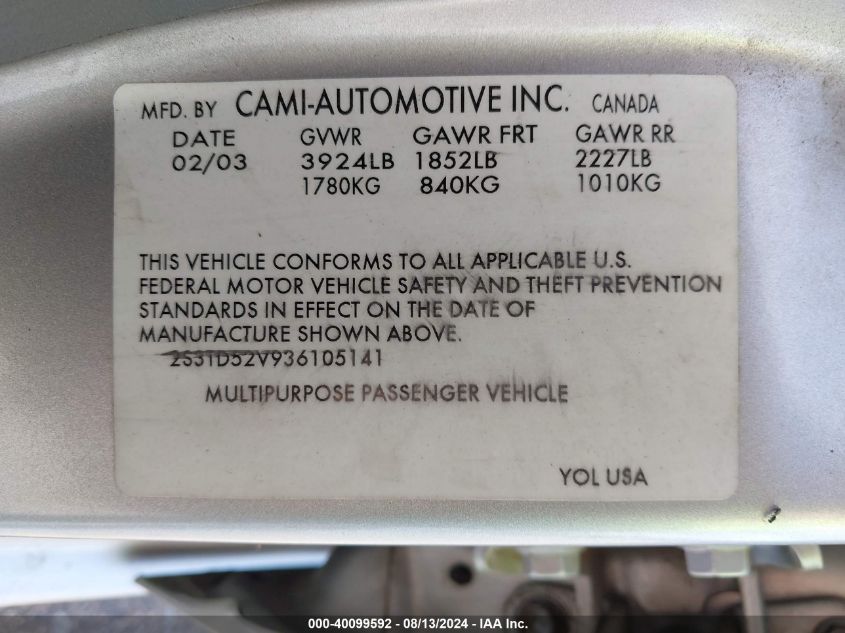 MFD. BY CAMI-AUTOMOTIVE INC. CANADA
DATE GVWR GAWR FRT GAWR RR
02/03 3924LB 1852LB 2227LB
1780KG 840KG 1010KG
THIS VEHICLE CONFORMS TO ALL APPLICABLE U.S.
FEDERAL MOTOR VEHICLE SAFETY AND THEFT PREVENTION
STANDARDS IN EFFECT ON THE DATE OF
MANUFACTURE SHOWN ABOVE.
2S3TD52V936105141
MULTIPURPOSE PASSENGER VEHICLE
YOL USA
000-40099592 - 08/13/2024 - IAA Inc.